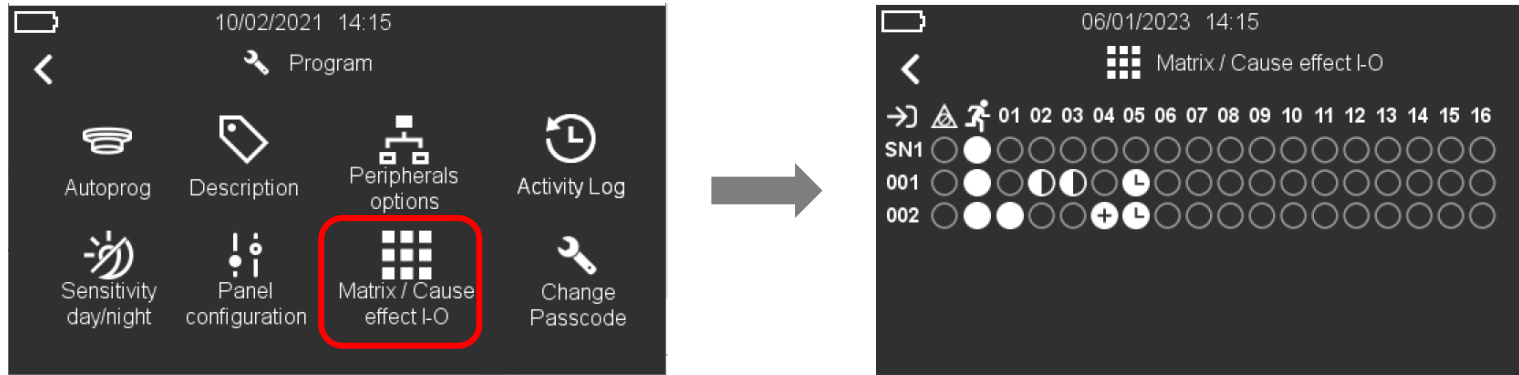 10/02/2021 14:15
Program
Autoprog
Description
Peripherals
options
Activity Log
Sensitivity
day/night
Panel
configuration
Matrix / Cause
effect I-O
Change
Passcode
06/01/2023 14:15
Matrix / Cause effect I-O
01 02 03 04 05 06 07 08 09 10 11 12 13 14 15 16
SN1
001
002